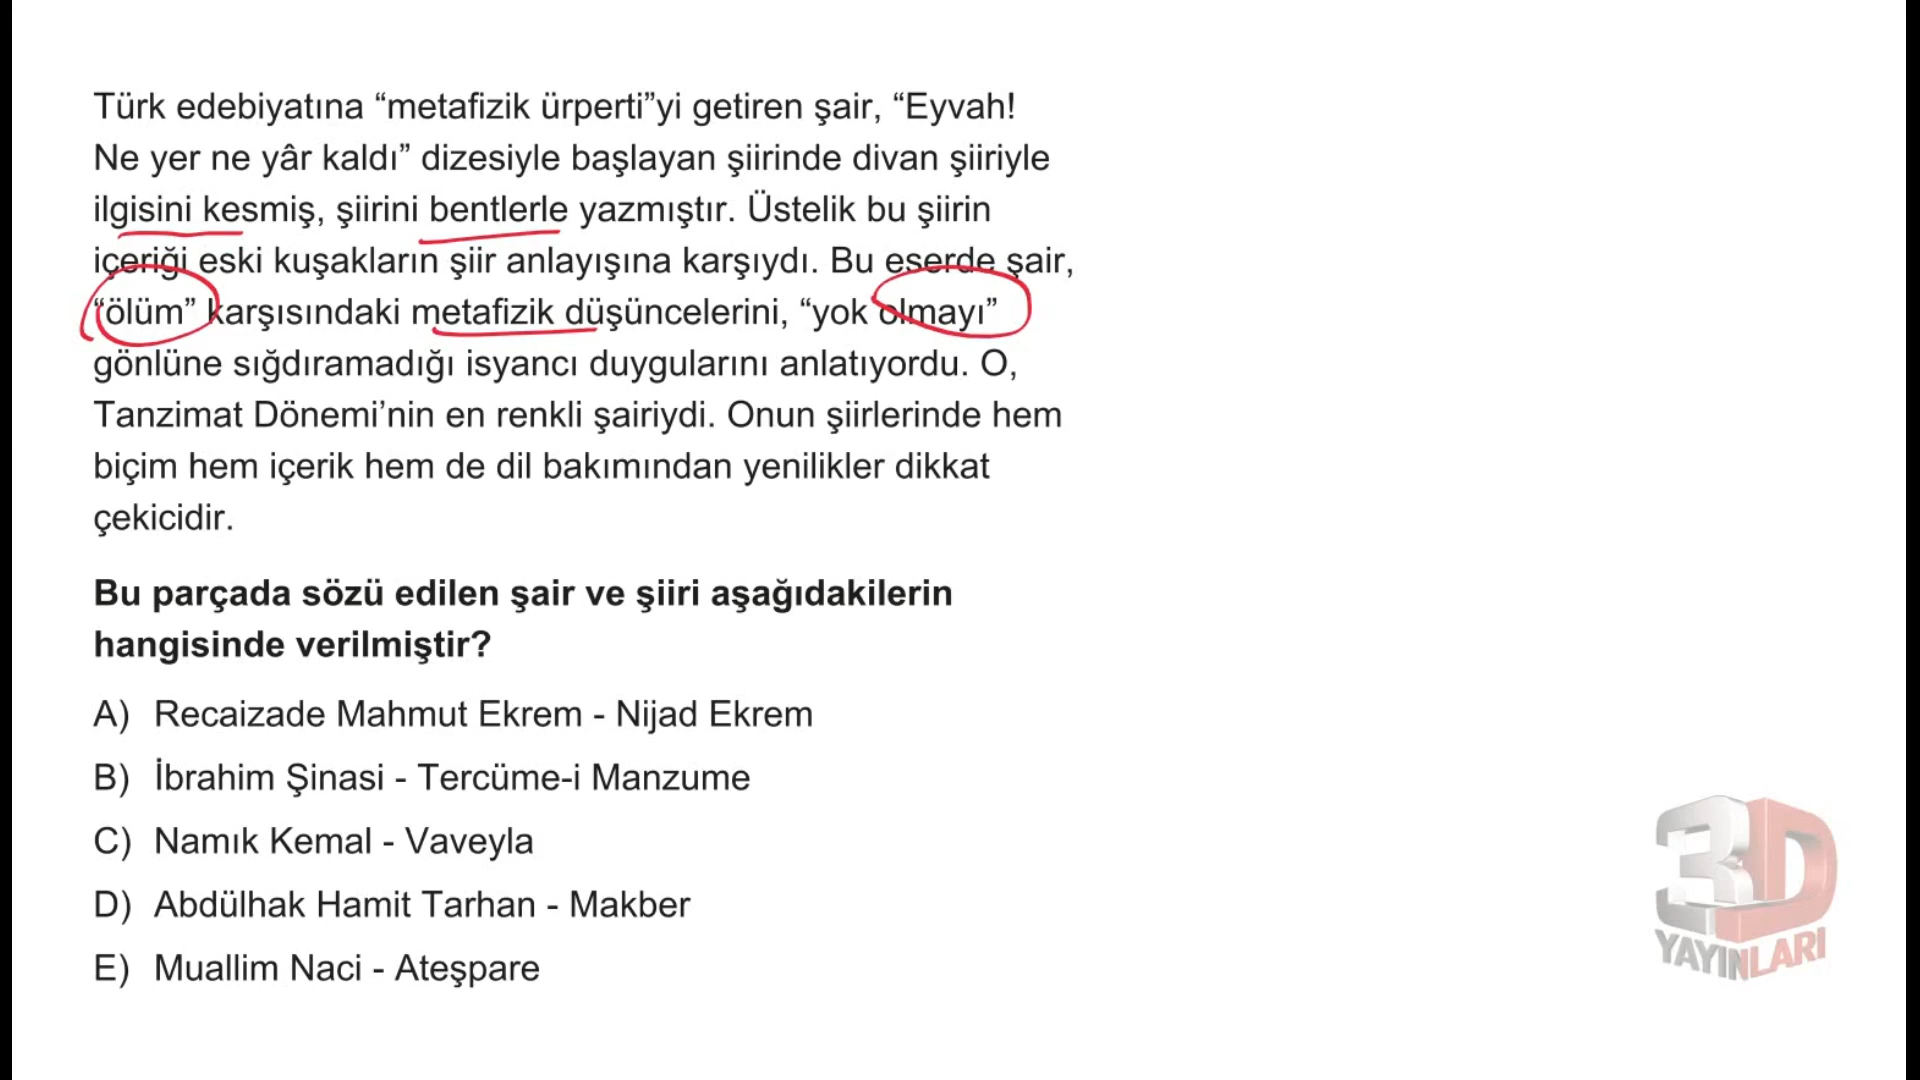 Türk edebiyatına “metafizik ürperti”yi getiren şair, “Eyvah!
Ne yer ne yâr kaldı” dizesiyle başlayan şiirinde divan şiiriyle
ilgisini kesmiş, şiirini bentlerle yazmıştır. Üstelik bu şiirin
içeriği eski kuşakların şiir anlayışına karşıydı. Bu eserde şair,
“ölüm” karşısındaki metafizik düşüncelerini, “yok olmayı”
gönlüne sığdıramadığı isyancı duygularını anlatıyordu. O,
Tanzimat Dönemi’nin en renkli şairiydi. Onun şiirlerinde hem
biçim hem içerik hem de dil bakımından yenilikler dikkat
çekicidir.
Bu parçada sözü edilen şair ve şiiri aşağıdakilerin
hangisinde verilmiştir?
A) Recaizade Mahmut Ekrem - Nijad Ekrem
B) İbrahim Şinasi - Tercüme-i Manzume
C) Namık Kemal - Vaveyla
D) Abdülhak Hamit Tarhan - Makber
E) Muallim Naci - Ateşpare
3D
YAYINLARI